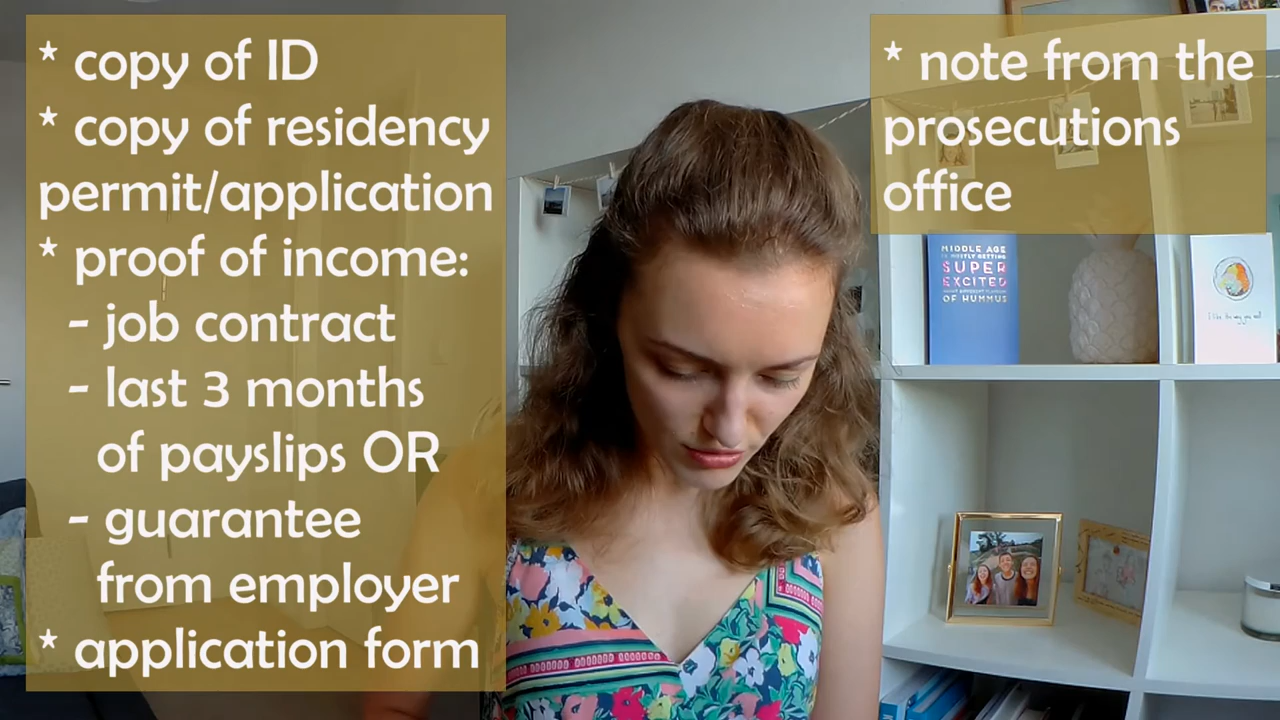 * copy of ID
* copy of residency
permit/application
* proof of income:
- job contract
- last 3 months
of payslips OR
- guarantee
from employer
* application form
* note from the
prosecutions
office
MIDDLE AGE
SUPER
EXCITED
OF HUMMUS